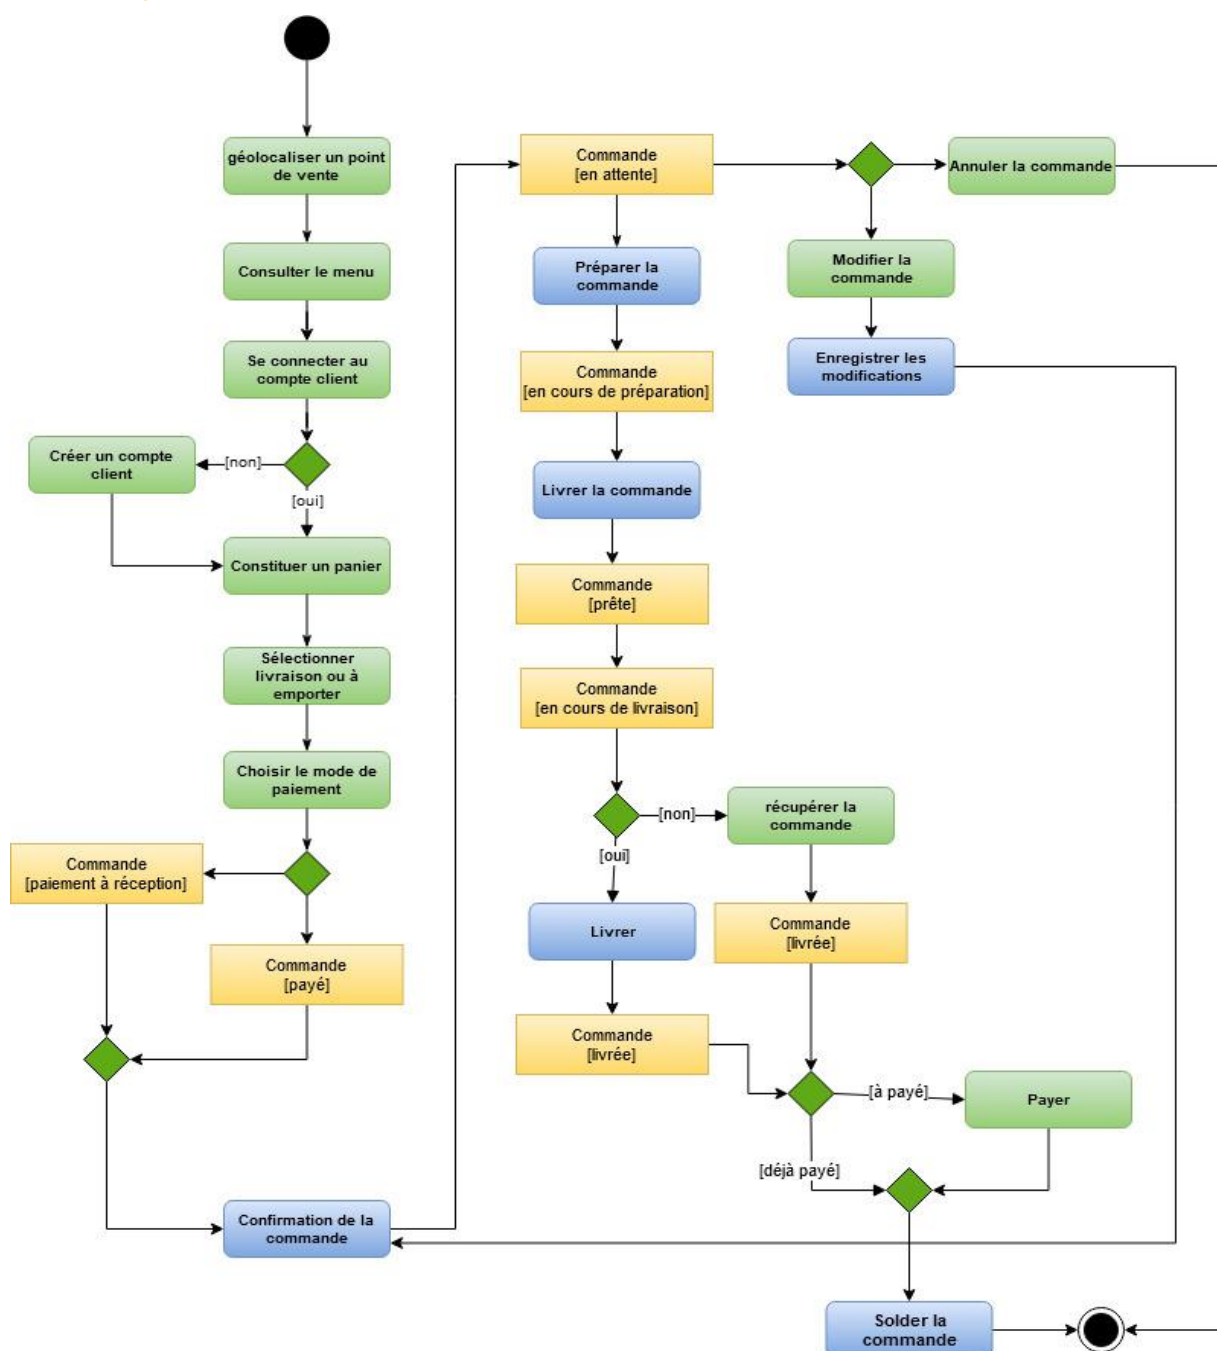 géolocaliser un point
de vente
Consulter le menu
Se connecter au
compte client
Créer un compte
client
[non]
[oui]
Constituer un panier
Sélectionner
livraison ou à
emporter
Choisir le mode de
paiement
Commande
[paiement à réception]
Commande
[payé]
Confirmation de la
commande
Commande
[en attente]
Annuler la commande
Modifier la
commande
Enregistrer les
modifications
Préparer la
commande
Commande
[en cours de préparation]
Livrer la commande
Commande
[prête]
Commande
[en cours de livraison]
[non]
récupérer la
commande
[oui]
Livrer
Commande
[livrée]
Commande
[livrée]
[à payé]
Payer
[déjà payé]
Solder la
commande